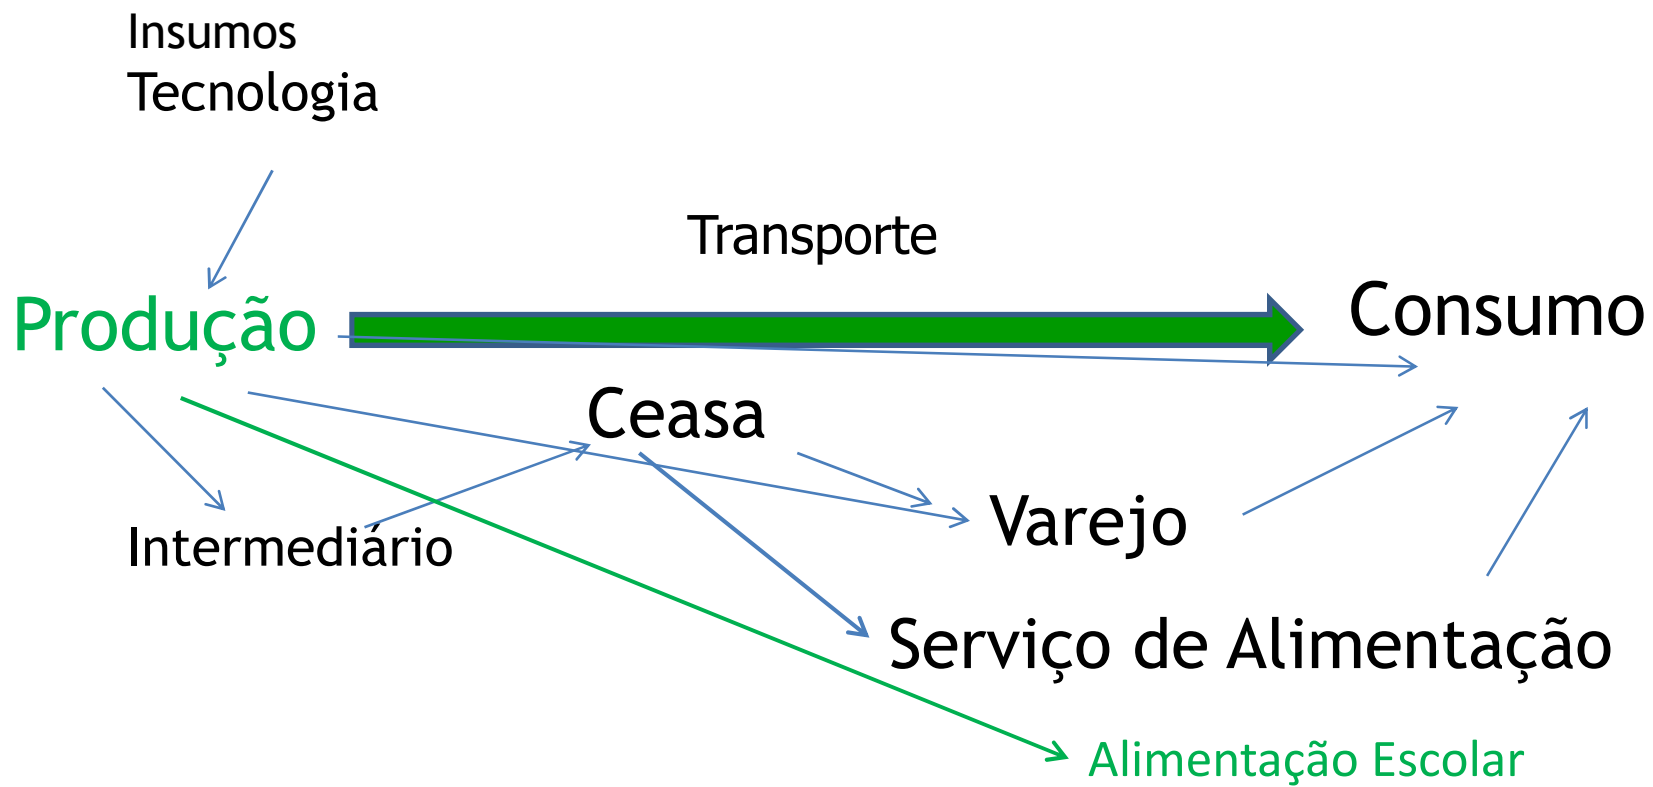 Insumos
Tecnologia
Transporte
Produção
Consumo
Ceasa
Varejo
Intermediário
Serviço de Alimentação
Alimentação Escolar